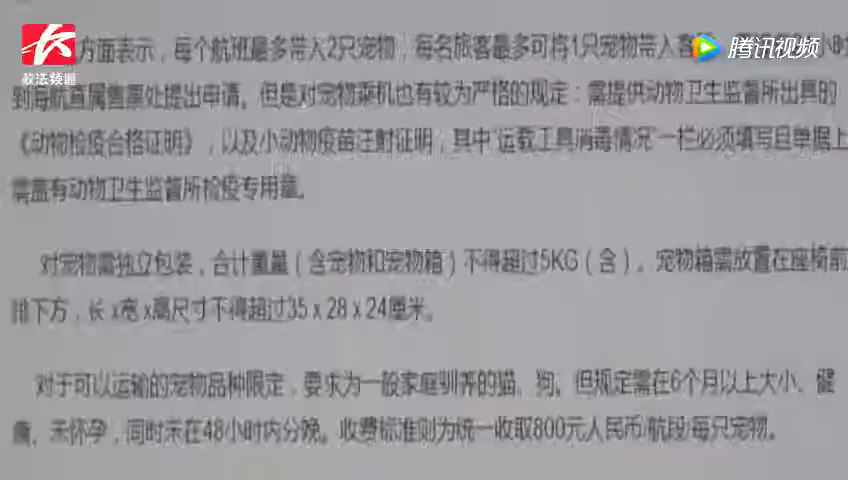 方面表示，每个航班最多带入2只宠物，每名旅客最多可将1只宠物带入客
腾讯视频
政法频道
到海航直属售票处提出申请。但是对宠物乘机也有较为严格的规定：需提供动物卫生监督所出具的
《动物检疫合格证明》，以及小动物疫苗注射证明，其中“运载工具消毒情况”一栏必须填写且单据上
需盖有动物卫生监督所检疫专用章。
对宠物需独立包装，合计重量（含宠物和宠物箱）不得超过5KG（含）。宠物箱需放置在座椅前
排下方，长x宽x高尺寸不得超过35x28x24厘米。
对于可以运输的宠物品种限定，要求为一般家庭驯养的猫、狗。但规定需在6个月以上大小、健
康、未怀孕，同时未在48小时内分娩。收费标准则为统一收取800元人民币/航段/每只宠物。